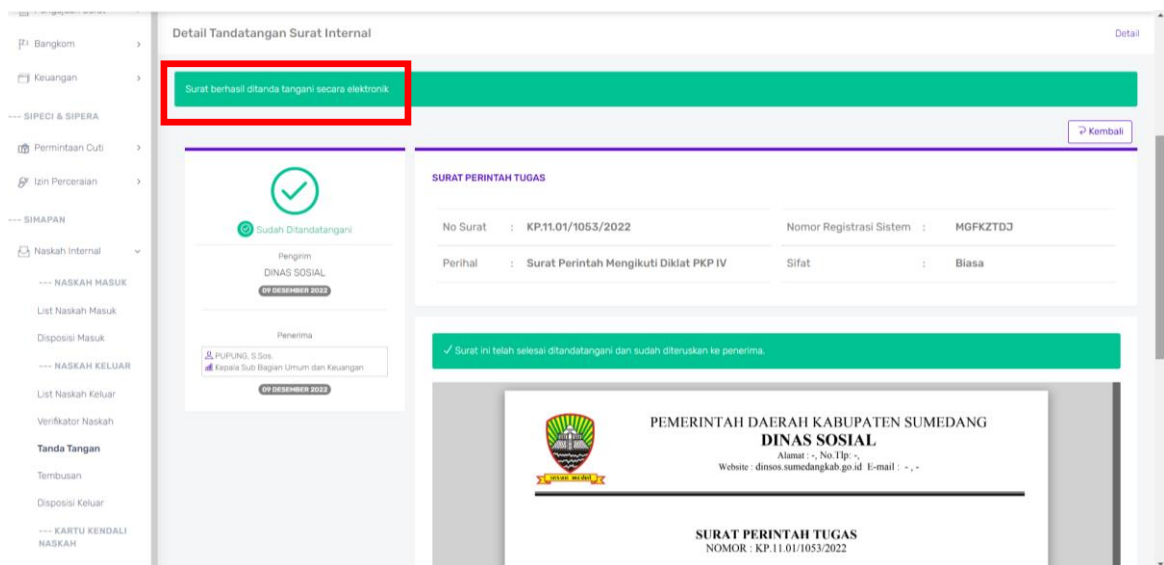 Bangkom
Keuangan
--- SIPECI & SIPERA
Permintaan Cuti
Izin Perceraian
--- SIMAPAN
Naskah Internal
--- NASKAH MASUK
List Naskah Masuk
Disposisi Masuk
--- NASKAH KELUAR
List Naskah Keluar
Verifikator Naskah
Tanda Tangan
Tembusan
Disposisi Keluar
--- KARTU KENDALI
NASKAH
Detail Tandatangan Surat Internal
Detail
Surat berhasil ditanda tangani secara elektronik
Kembali
Sudah Ditandatangani
Pengirim
DINAS SOSIAL
09 DESEMBER 2022
Penerima
PUPUNG, S.Sos.
Kepala Sub Bagian Umum dan Keuangan
09 DESEMBER 2022
SURAT PERINTAH TUGAS
No Surat : KP.11.01/1053/2022
Nomor Registrasi Sistem : MGFKZTDJ
Perihal : Surat Perintah Mengikuti Diklat PKP IV
Sifat : Biasa
Surat ini telah selesai ditandatangani dan sudah diteruskan ke penerima.
PEMERINTAH DAERAH KABUPATEN SUMEDANG
DINAS SOSIAL
Alamat : -, No.Tlp: -,
Website : dinsos.sumedangkab.go.id E-mail : - , -
SURAT PERINTAH TUGAS
NOMOR : KP.11.01/1053/2022